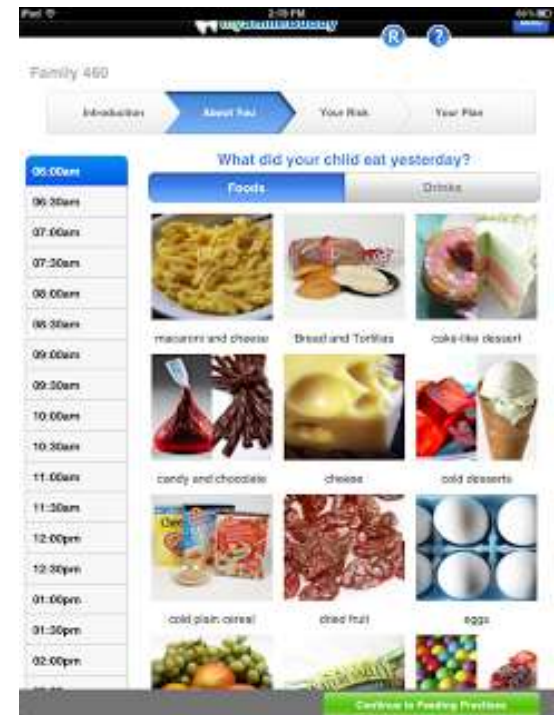 iPad
2:15 PM
mySmileBuddy
R
?
Family 460
Introduction
About You
Your Risk
Your Plan
What did your child eat yesterday?
Foods
Drinks
06:00am
06:30am
07:00am
07:30am
08:00am
08:30am
09:00am
09:30am
10:00am
10:30am
11:00am
11:30am
12:00pm
12:30pm
01:00pm
01:30pm
02:00pm
macaroni and cheese
Bread and Tortillas
cake-like dessert
candy and chocolate
cheese
cold desserts
cold plain cereal
dried fruit
eggs
Continue to Feeding Practices